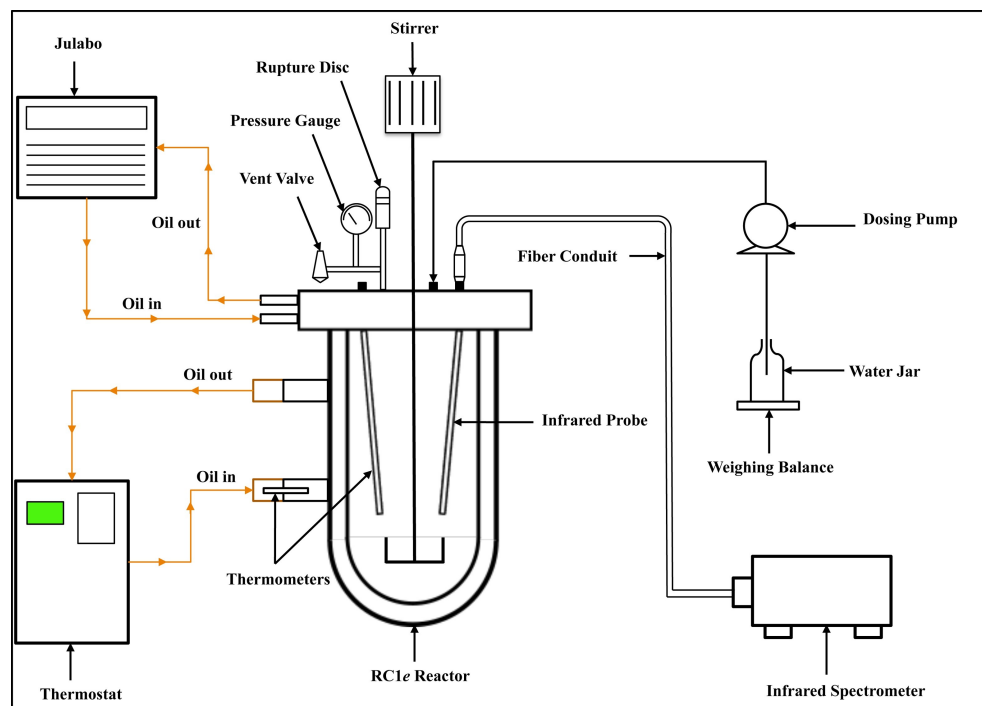 Stirrer
Julabo
Rupture Disc
Pressure Gauge
Vent Valve
Oil out
Dosing Pump
Fiber Conduit
Oil in
Oil out
Water Jar
Infrared Probe
Weighing Balance
Oil in
Thermometers
RC1e Reactor
Thermostat
Infrared Spectrometer